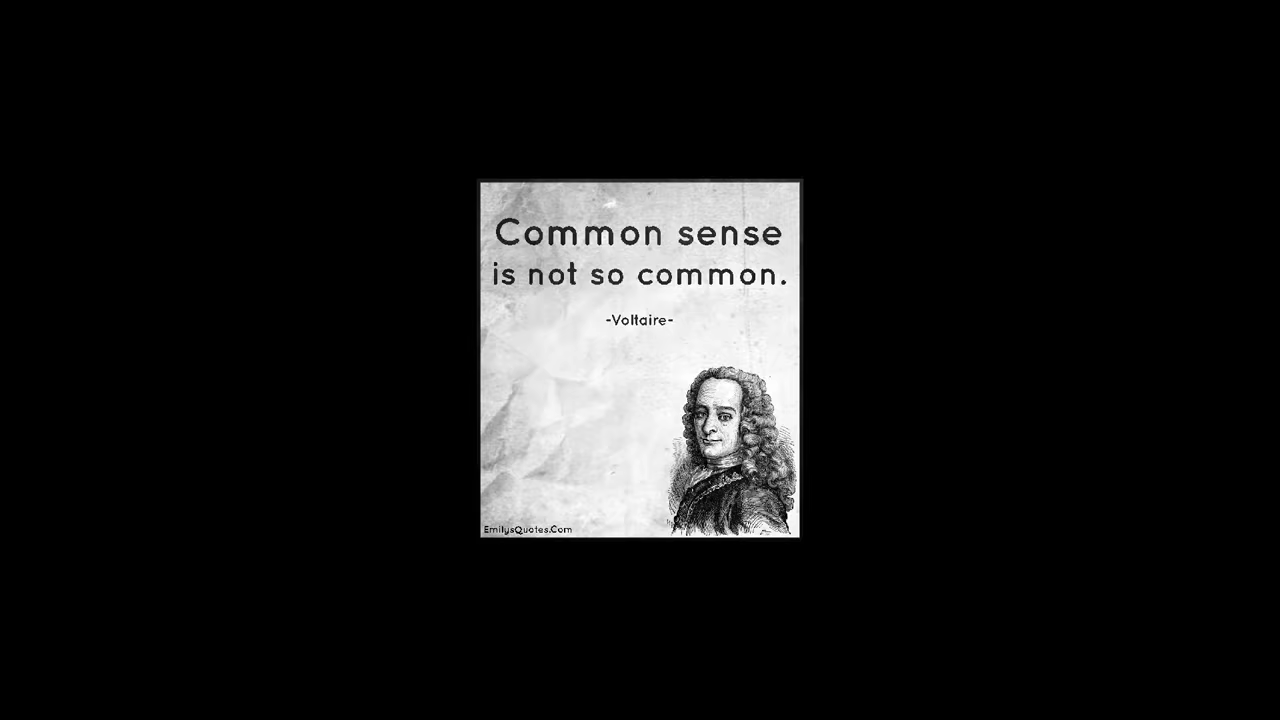 Common sense
is not so common.
-Voltaire-
EmilysQuotes.Com